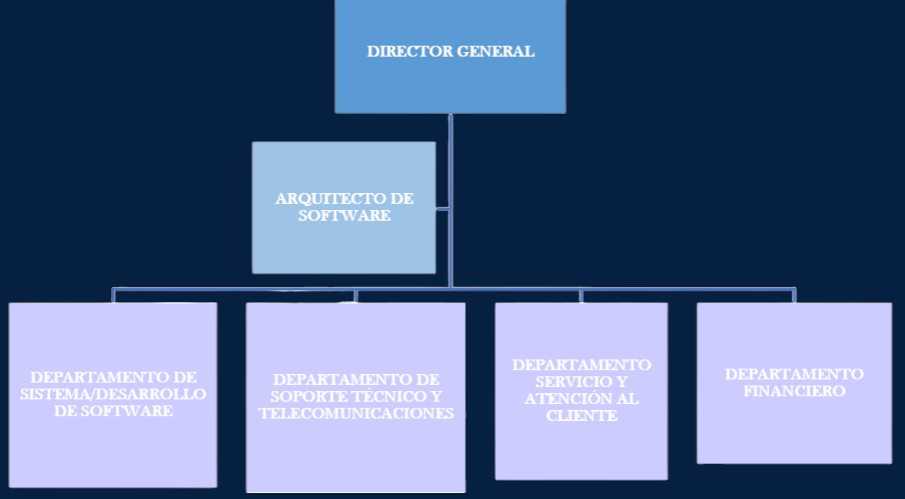 DIRECTOR GENERAL
ARQUITECTO DE
SOFTWARE
DEPARTAMENTO DE
SISTEMA/DESARROLLO
DE SOFTWARE
DEPARTAMENTO DE
SOPORTE TÉCNICO Y
TELECOMUNICACIONES
DEPARTAMENTO
SERVICIO Y
ATENCIÓN AL
CLIENTE
DEPARTAMENTO
FINANCIERO